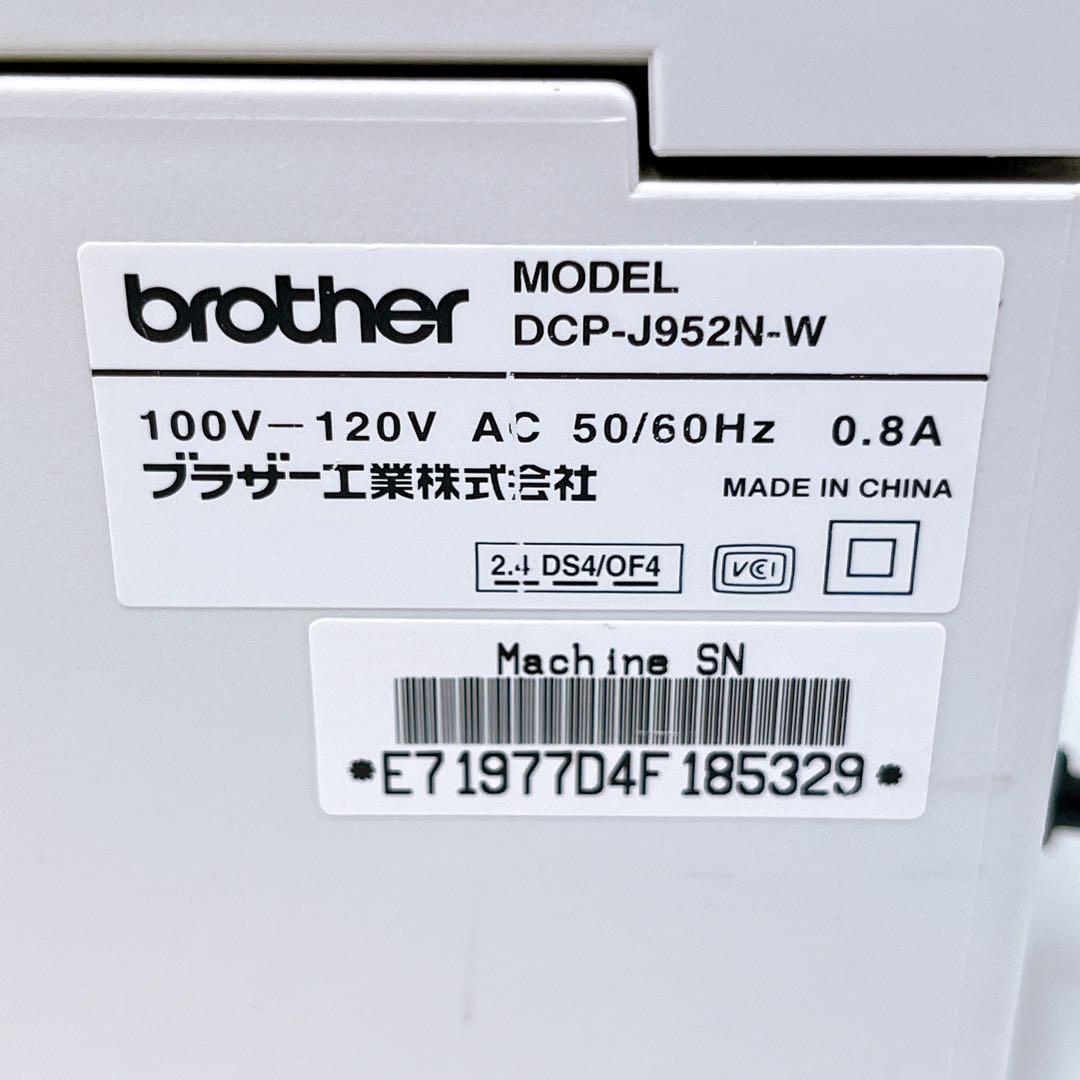 brother
MODEL
DCP-J952N-W
100V－120V AC 50/60Hz 0.8A
ブラザー工業株式会社
MADE IN CHINA
2.4 DS4/OF4
VCI
Machine SN
*E71977D4F185329*